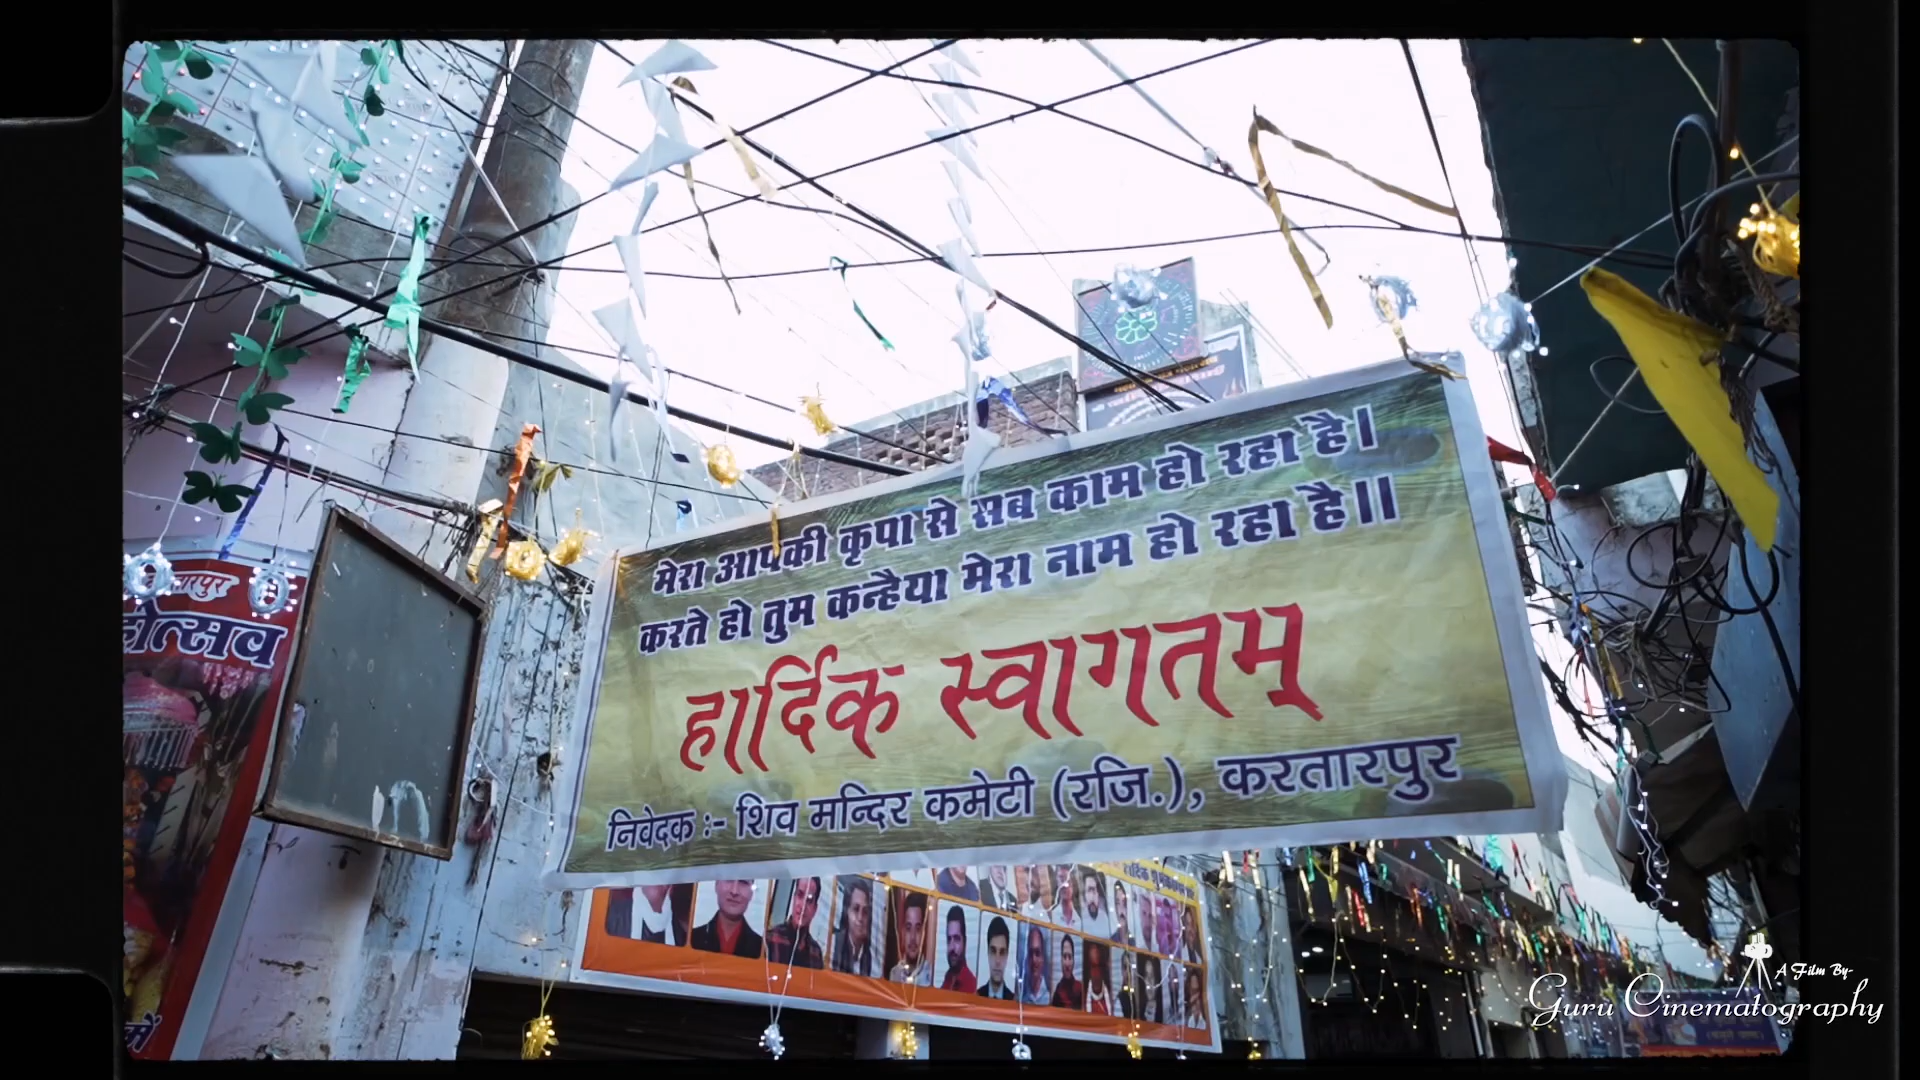 मेरा आपकी कृपा से सब काम हो रहा है।
करते हो तुम कन्हैया मेरा नाम हो रहा है॥
हार्दिक स्वागतम्
निवेदक :- शिव मन्दिर कमेटी (रजि.), करतारपुर
A Film By-
Guru Cinematography